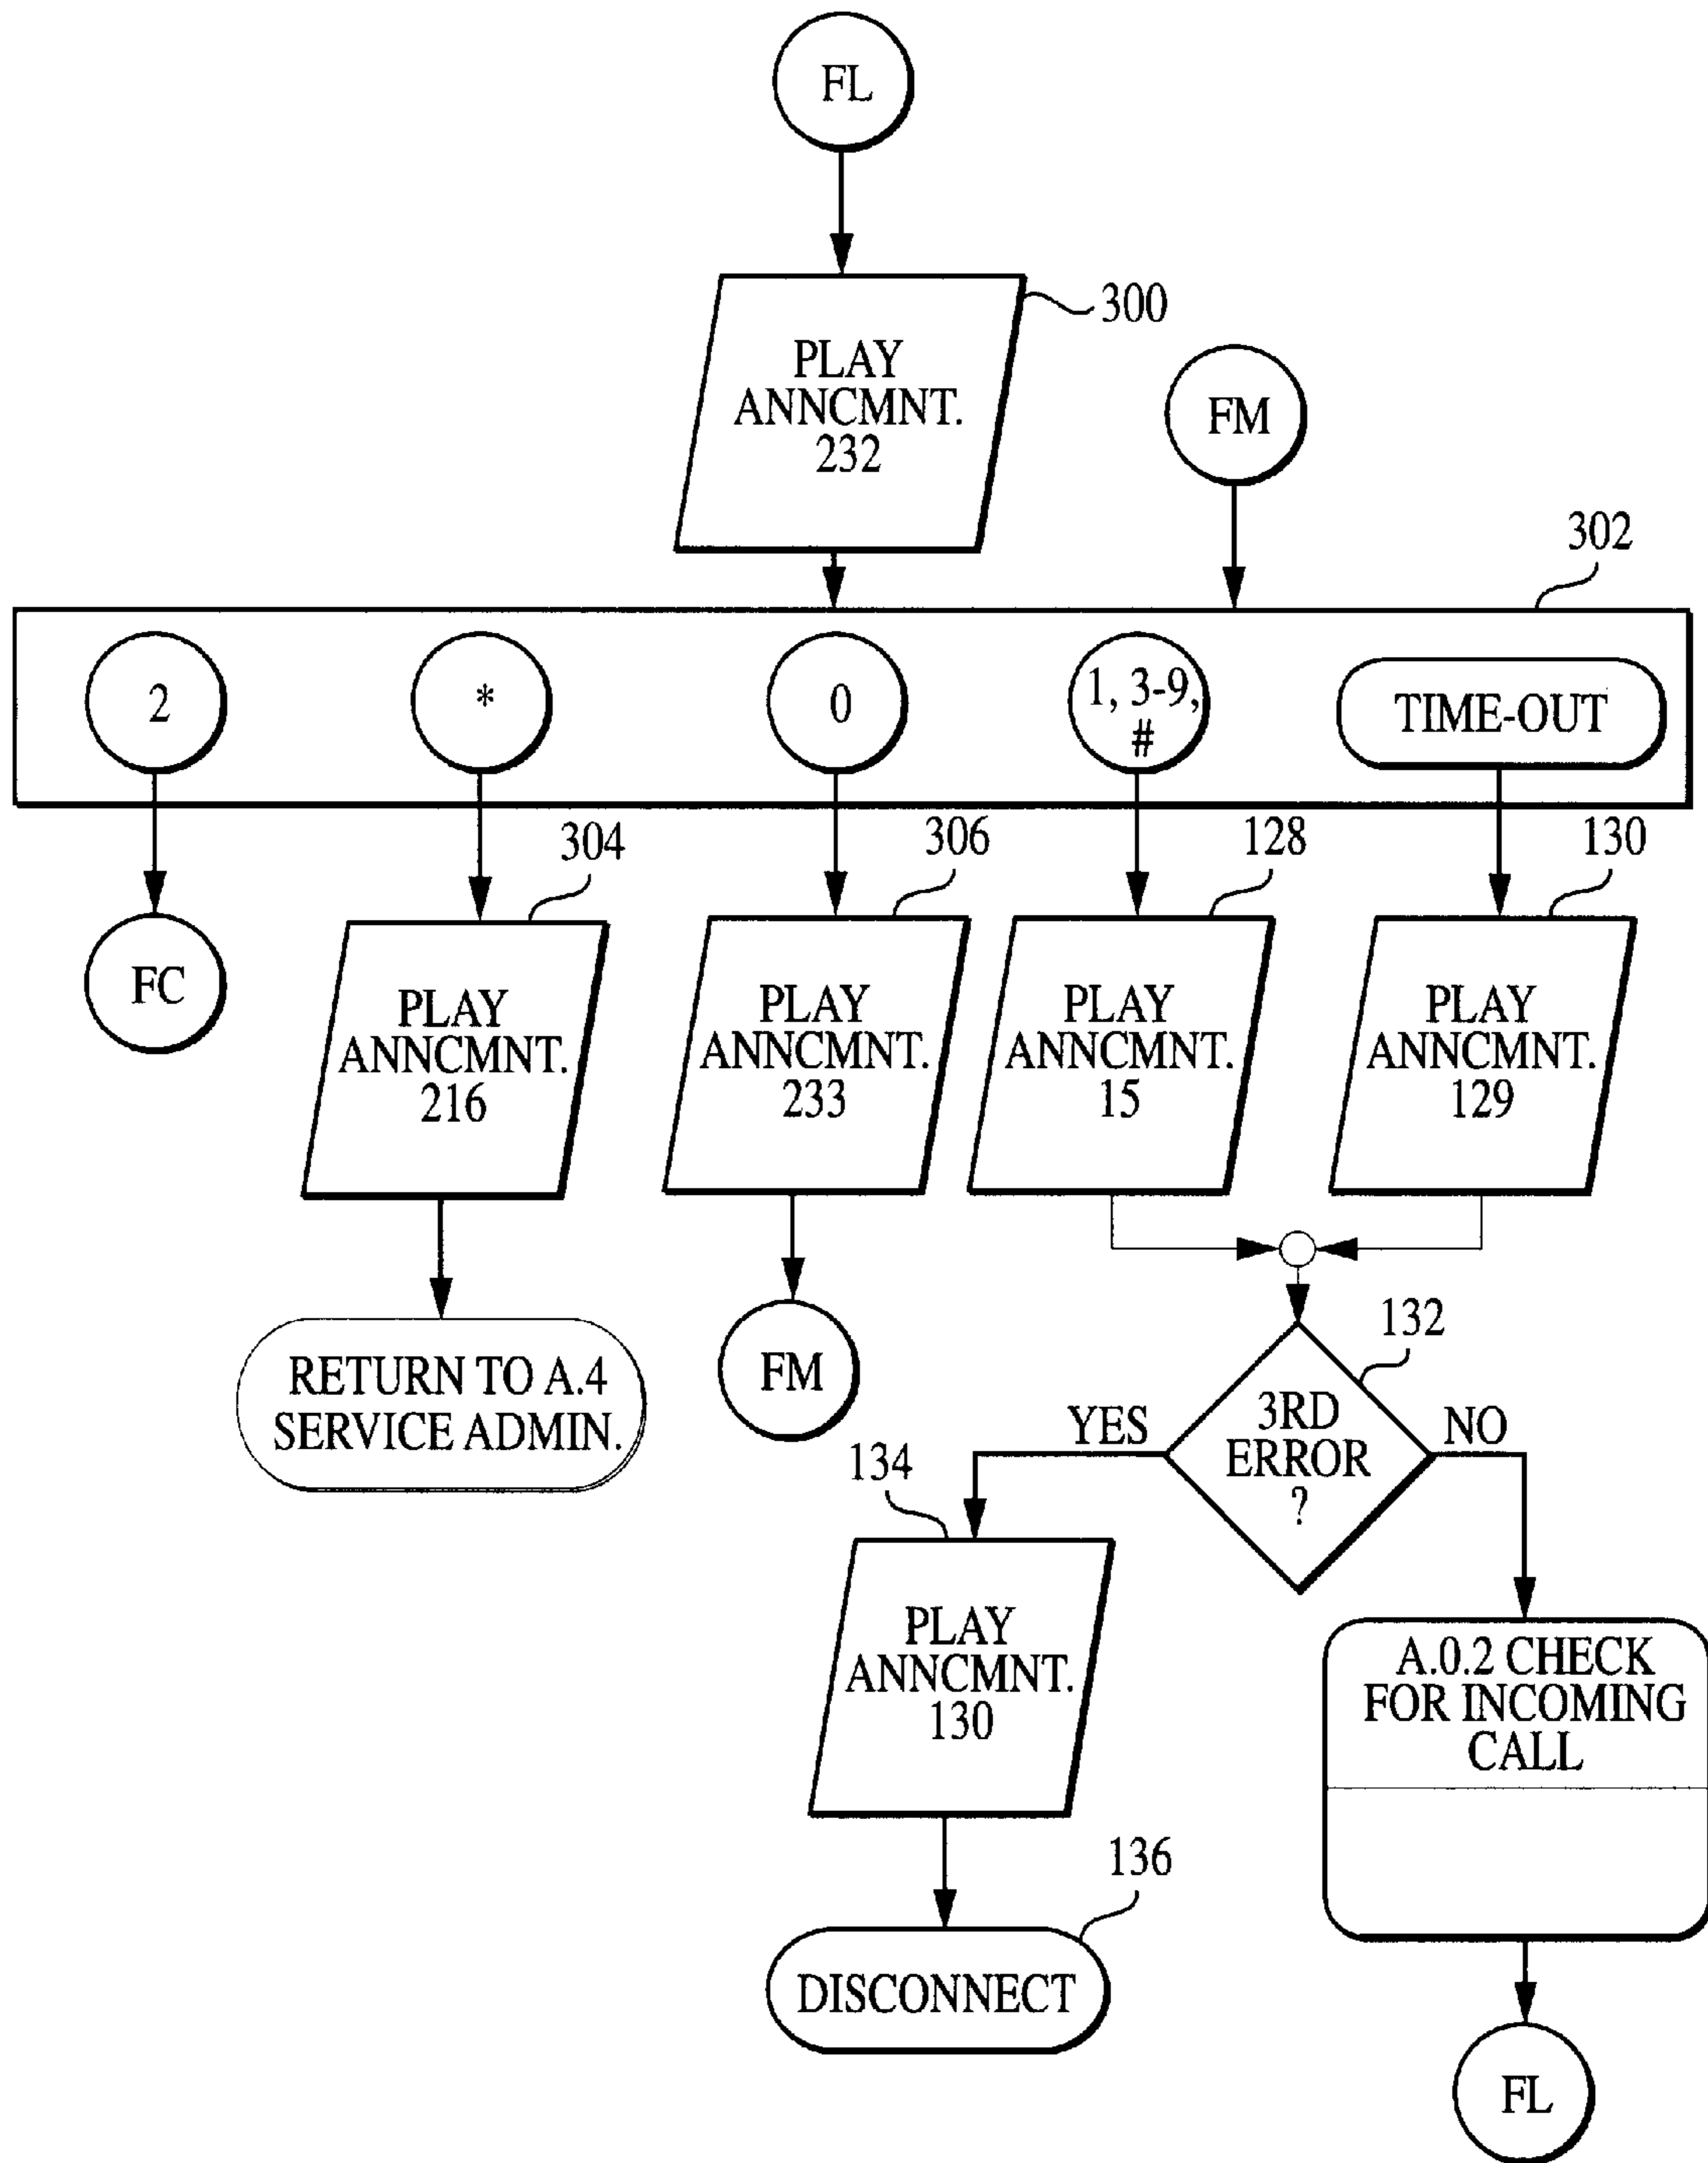 FL
300
PLAY
ANNCMNT.
232
FM
302
2
*
0
1, 3-9,
#
TIME-OUT
304
306
128
130
FC
PLAY
ANNCMNT.
216
PLAY
ANNCMNT.
233
PLAY
ANNCMNT.
15
PLAY
ANNCMNT.
129
RETURN TO A.4
SERVICE ADMIN.
FM
132
3RD
ERROR
?
YES
NO
134
PLAY
ANNCMNT.
130
A.0.2 CHECK
FOR INCOMING
CALL
136
DISCONNECT
FL